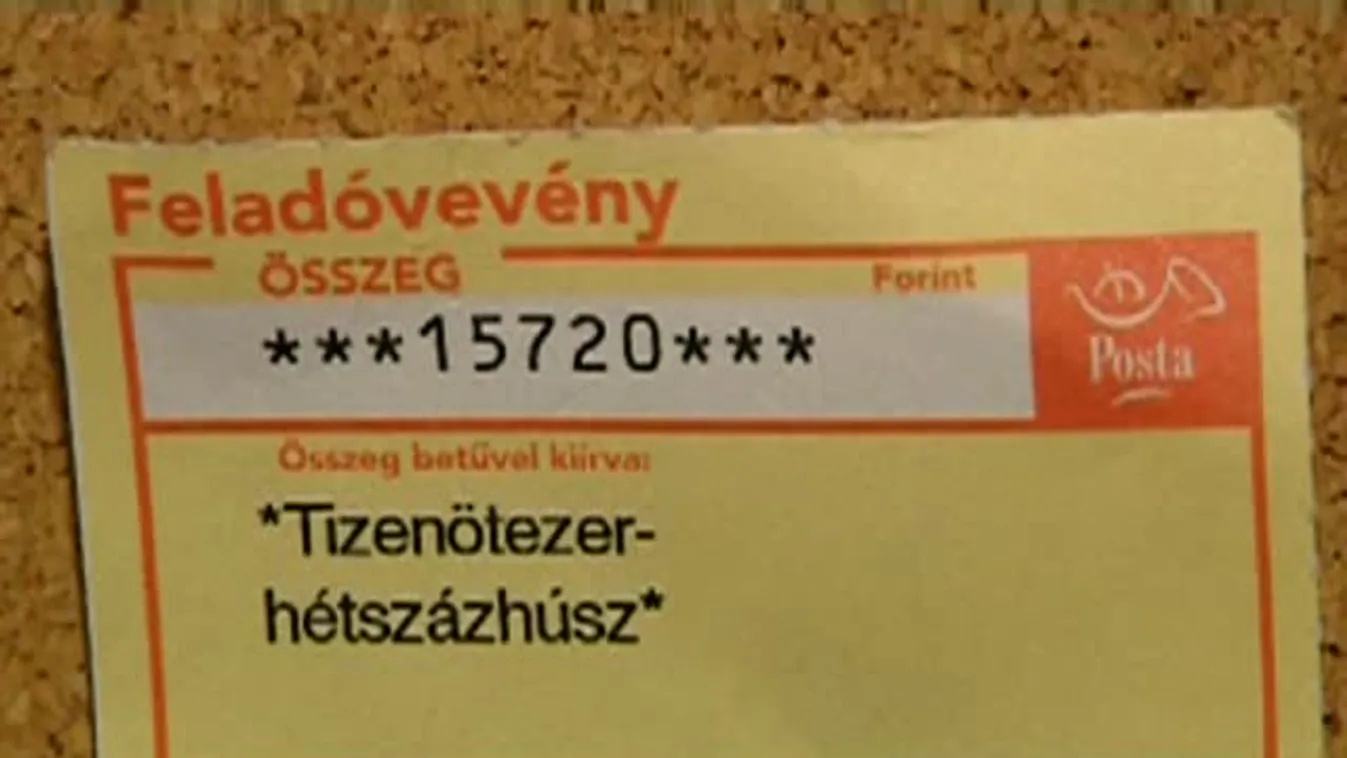 Feladóvevény
ÖSSZEG Forint
***15720***
Posta
Összeg betűvel kiírva:
*Tizenötezer-
hétszázhúsz*